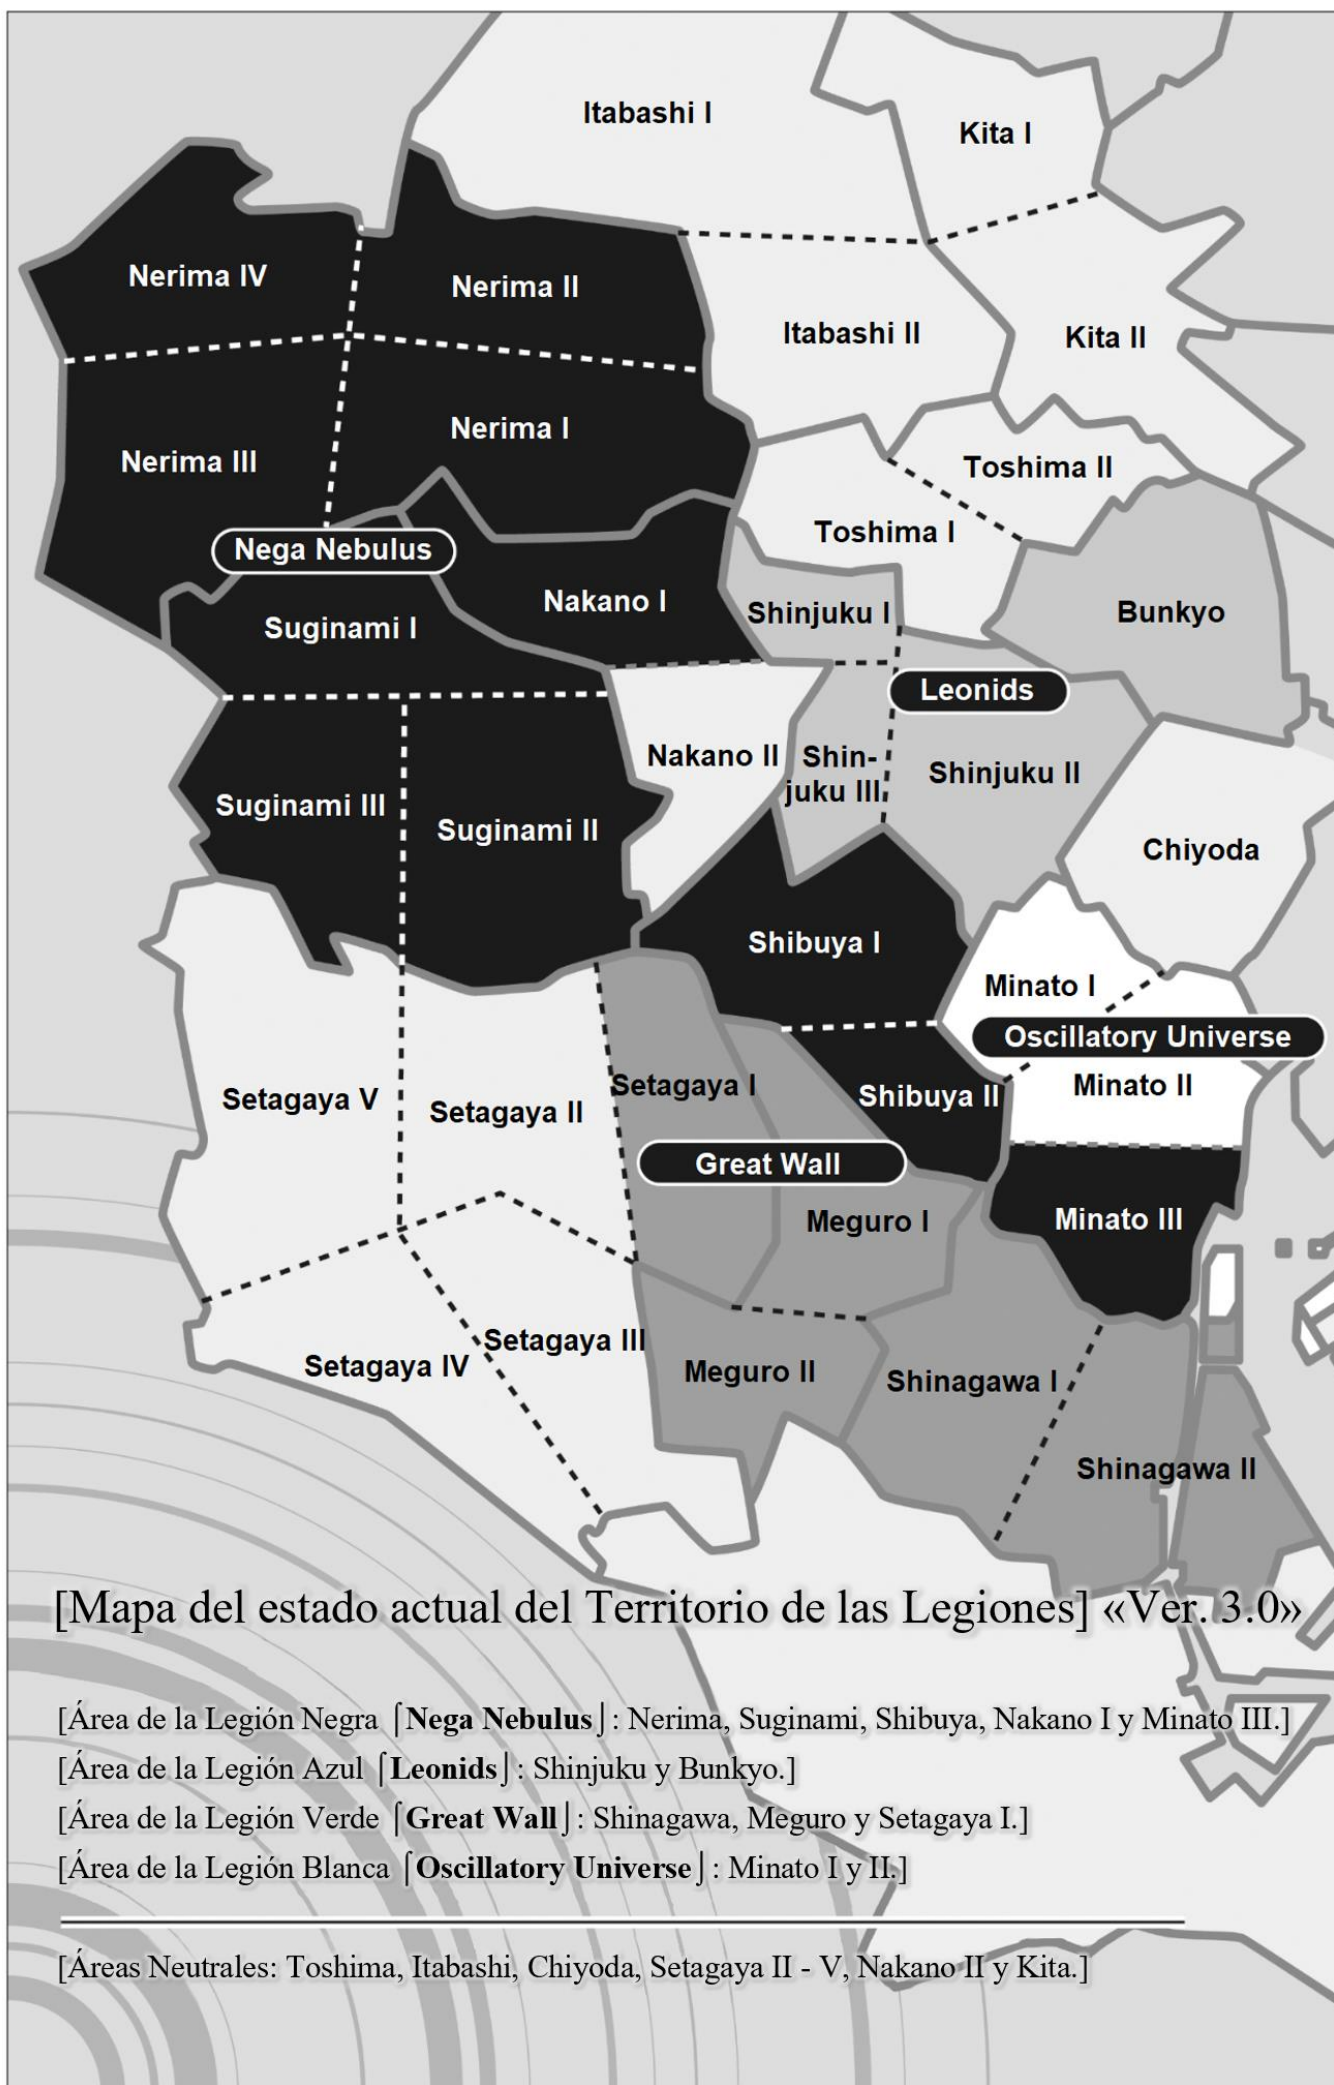 Itabashi I
Kita I
Nerima IV
Nerima II
Itabashi II
Kita II
Nerima I
Nerima III
Toshima II
Toshima I
Nega Nebulus
Nakano I
Shinjuku I
Bunkyo
Suginami I
Leonids
Nakano II
Shin-
juku III
Shinjuku II
Suginami III
Suginami II
Chiyoda
Shibuya I
Minato I
Oscillatory Universe
Setagaya I
Minato II
Setagaya V
Shibuya II
Setagaya II
Great Wall
Meguro I
Minato III
Setagaya III
Setagaya IV
Meguro II
Shinagawa I
Shinagawa II
[Mapa del estado actual del Territorio de las Legiones] «Ver. 3.0»
[Área de la Legión Negra ⌠Nega Nebulus⌡: Nerima, Suginami, Shibuya, Nakano I y Minato III.]
[Área de la Legión Azul ⌠Leonids⌡: Shinjuku y Bunkyo.]
[Área de la Legión Verde ⌠Great Wall⌡: Shinagawa, Meguro y Setagaya I.]
[Área de la Legión Blanca ⌠Oscillatory Universe⌡: Minato I y II.]
[Áreas Neutrales: Toshima, Itabashi, Chiyoda, Setagaya II - V, Nakano II y Kita.]